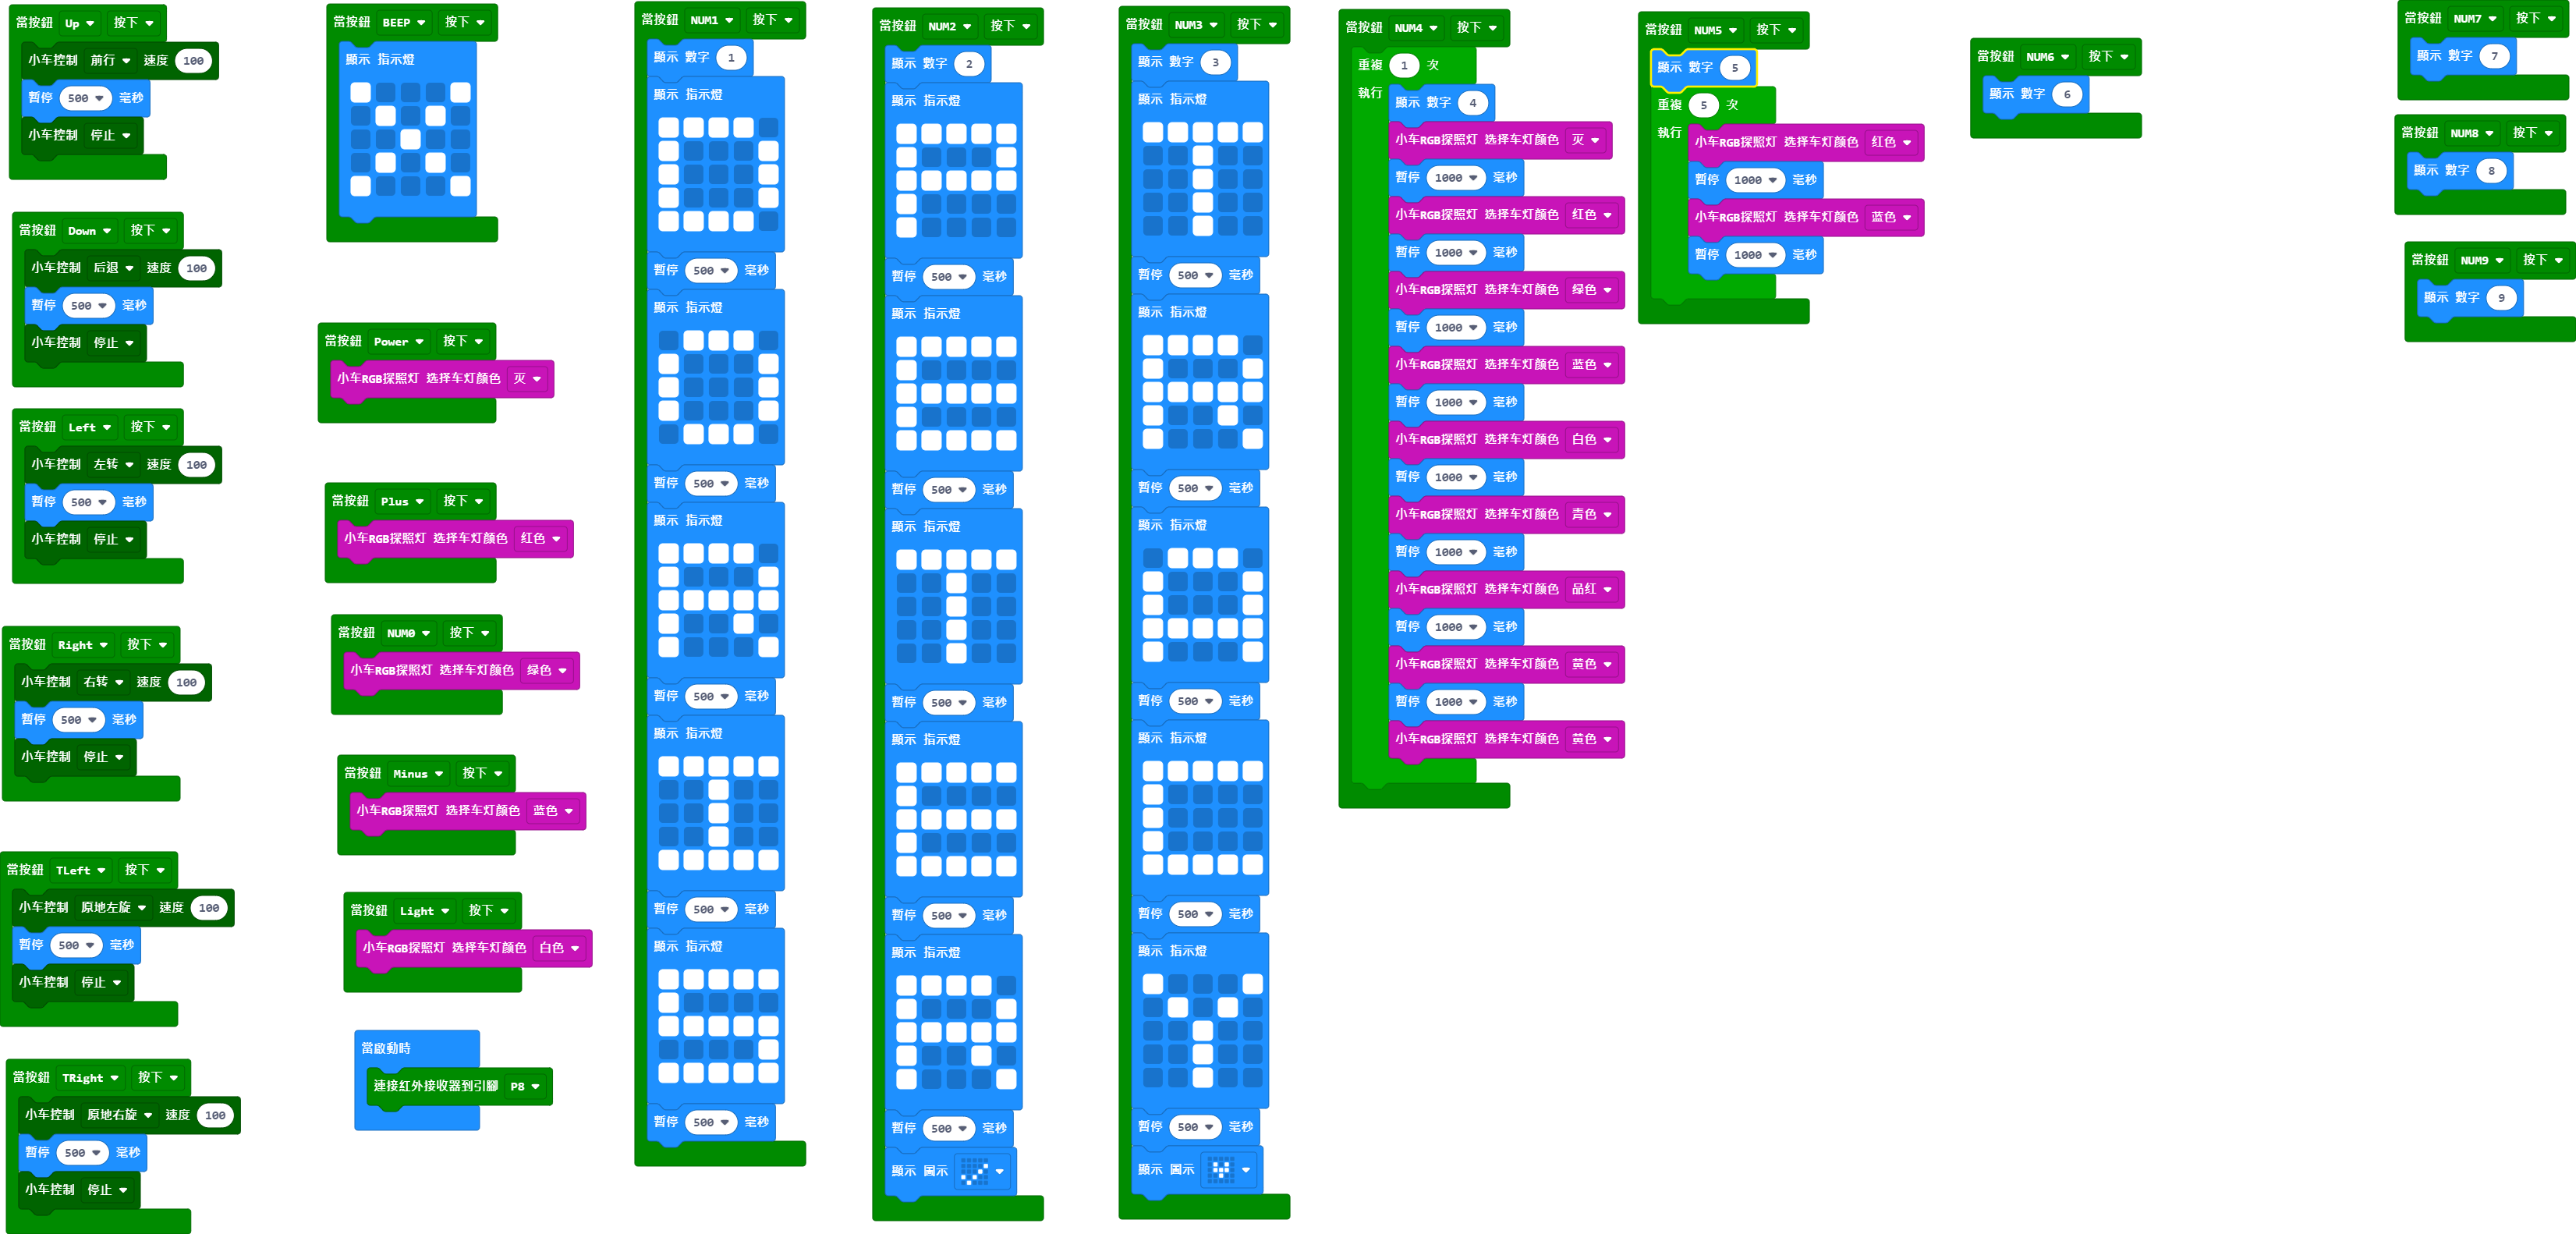 當按鈕 Up 按下
小车控制 前行 速度 100
暫停 500 毫秒
小车控制 停止
當按鈕 Down 按下
小车控制 后退 速度 100
暫停 500 毫秒
小车控制 停止
當按鈕 Left 按下
小车控制 左转 速度 100
暫停 500 毫秒
小车控制 停止
當按鈕 Right 按下
小车控制 右转 速度 100
暫停 500 毫秒
小车控制 停止
當按鈕 TLeft 按下
小车控制 原地左旋 速度 100
暫停 500 毫秒
小车控制 停止
當按鈕 TRight 按下
小车控制 原地右旋 速度 100
暫停 500 毫秒
小车控制 停止
當按鈕 BEEP 按下
顯示 指示燈
當按鈕 Power 按下
小车RGB探照灯 选择车灯颜色 灭
當按鈕 Plus 按下
小车RGB探照灯 选择车灯颜色 红色
當按鈕 NUM0 按下
小车RGB探照灯 选择车灯颜色 绿色
當按鈕 Minus 按下
小车RGB探照灯 选择车灯颜色 蓝色
當按鈕 Light 按下
小车RGB探照灯 选择车灯颜色 白色
當啟動時
連接紅外接收器到引腳 P8
當按鈕 NUM1 按下
顯示 數字 1
顯示 指示燈
暫停 500 毫秒
顯示 指示燈
暫停 500 毫秒
顯示 指示燈
暫停 500 毫秒
顯示 指示燈
暫停 500 毫秒
顯示 指示燈
暫停 500 毫秒
當按鈕 NUM2 按下
顯示 數字 2
顯示 指示燈
暫停 500 毫秒
顯示 指示燈
暫停 500 毫秒
顯示 指示燈
暫停 500 毫秒
顯示 指示燈
暫停 500 毫秒
顯示 指示燈
暫停 500 毫秒
顯示 圖示
當按鈕 NUM3 按下
顯示 數字 3
顯示 指示燈
暫停 500 毫秒
顯示 指示燈
暫停 500 毫秒
顯示 指示燈
暫停 500 毫秒
顯示 指示燈
暫停 500 毫秒
顯示 指示燈
暫停 500 毫秒
顯示 圖示
當按鈕 NUM4 按下
重複 1 次
執行
顯示 數字 4
小车RGB探照灯 选择车灯颜色 灭
暫停 1000 毫秒
小车RGB探照灯 选择车灯颜色 红色
暫停 1000 毫秒
小车RGB探照灯 选择车灯颜色 绿色
暫停 1000 毫秒
小车RGB探照灯 选择车灯颜色 蓝色
暫停 1000 毫秒
小车RGB探照灯 选择车灯颜色 白色
暫停 1000 毫秒
小车RGB探照灯 选择车灯颜色 青色
暫停 1000 毫秒
小车RGB探照灯 选择车灯颜色 品红
暫停 1000 毫秒
小车RGB探照灯 选择车灯颜色 黄色
暫停 1000 毫秒
小车RGB探照灯 选择车灯颜色 黄色
當按鈕 NUM5 按下
顯示 數字 5
重複 5 次
執行
小车RGB探照灯 选择车灯颜色 红色
暫停 1000 毫秒
小车RGB探照灯 选择车灯颜色 蓝色
暫停 1000 毫秒
當按鈕 NUM6 按下
顯示 數字 6
當按鈕 NUM7 按下
顯示 數字 7
當按鈕 NUM8 按下
顯示 數字 8
當按鈕 NUM9 按下
顯示 數字 9